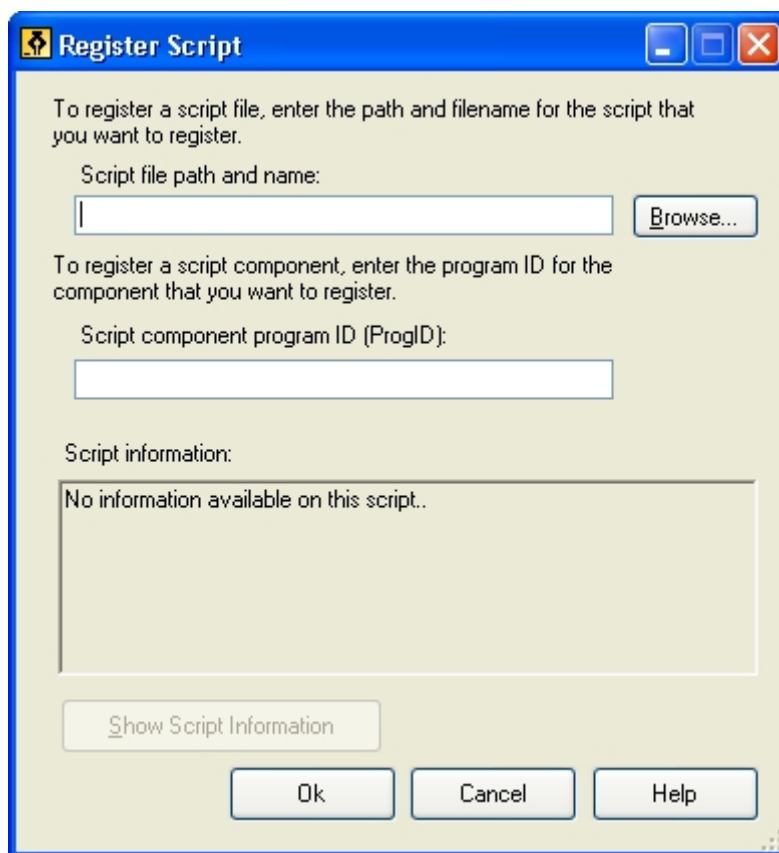 Register Script
To register a script file, enter the path and filename for the script that
you want to register.
Script file path and name:
Browse...
To register a script component, enter the program ID for the
component that you want to register.
Script component program ID (ProgID):
Script information:
No information available on this script..
Show Script Information
Ok Cancel Help